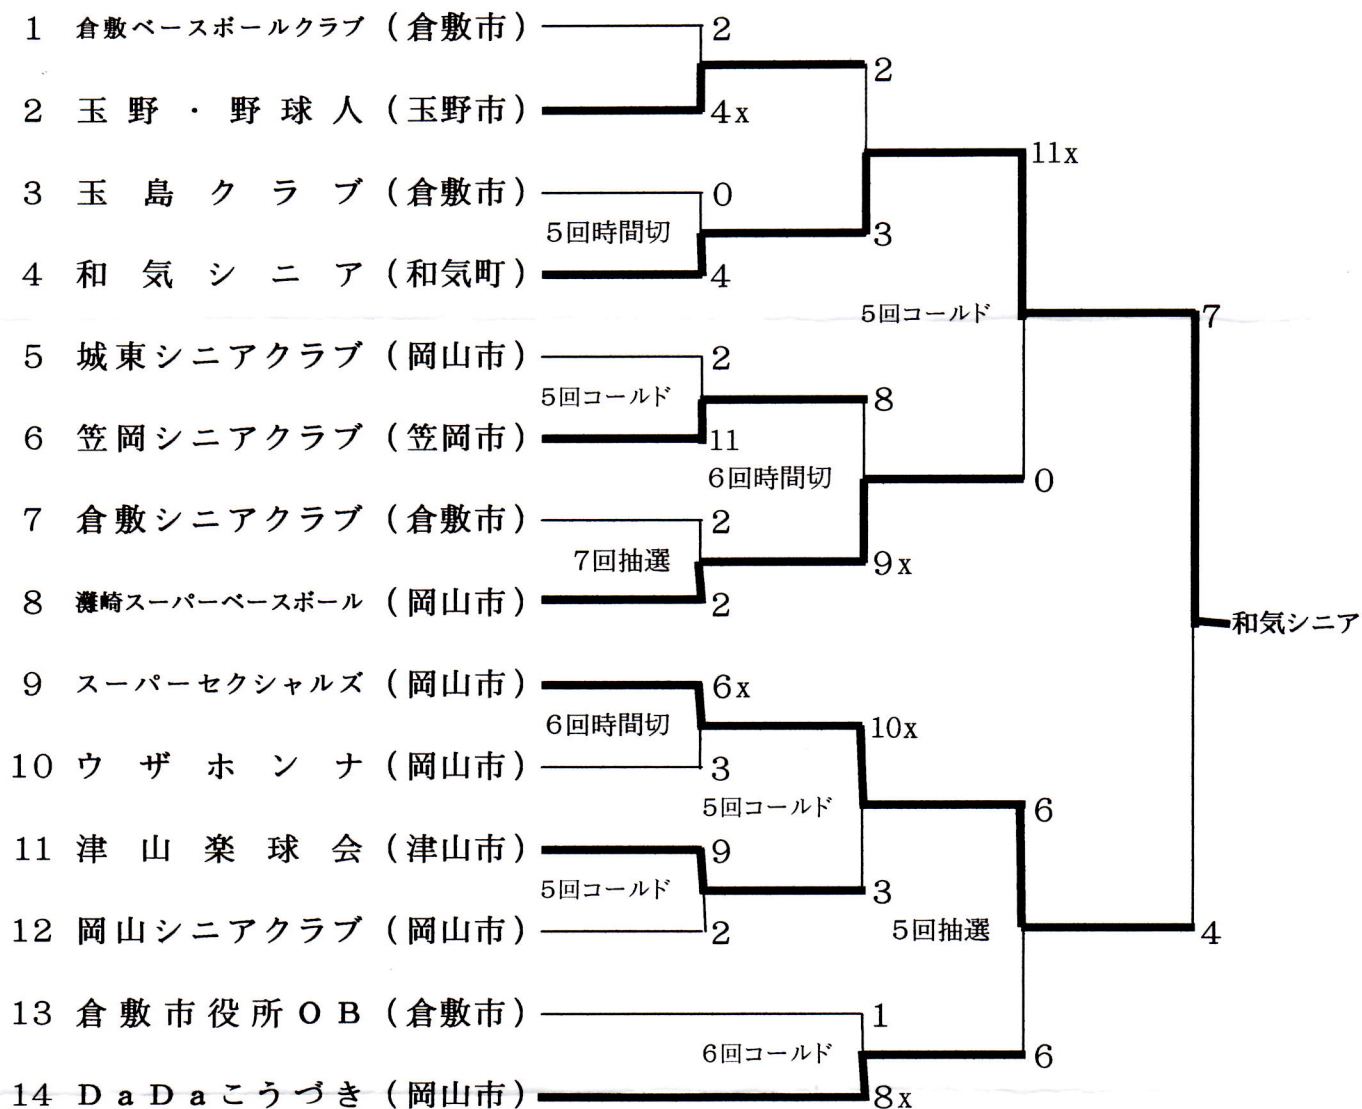 1 倉敷ベースボールクラブ (倉敷市) 2
2
2 玉野・野球人 (玉野市) 4x
11x
3 玉島クラブ (倉敷市) 0
5回時間切 3
4 和気シニア (和気町) 4
5回コールド 7
5 城東シニアクラブ (岡山市) 2
5回コールド 8
6 笠岡シニアクラブ (笠岡市) 11
6回時間切 0
7 倉敷シニアクラブ (倉敷市) 2
7回抽選 9x
8 灘崎スーパーベースボール (岡山市) 2
和気シニア
9 スーパーセクシャルズ (岡山市) 6x
6回時間切 10x
10 ウザホンナ (岡山市) 3
5回コールド 6
11 津山楽球会 (津山市) 9
5回コールド 3
12 岡山シニアクラブ (岡山市) 2
5回抽選 4
13 倉敷市役所OB (倉敷市) 1
6回コールド 6
14 DaDaこうづき (岡山市) 8x